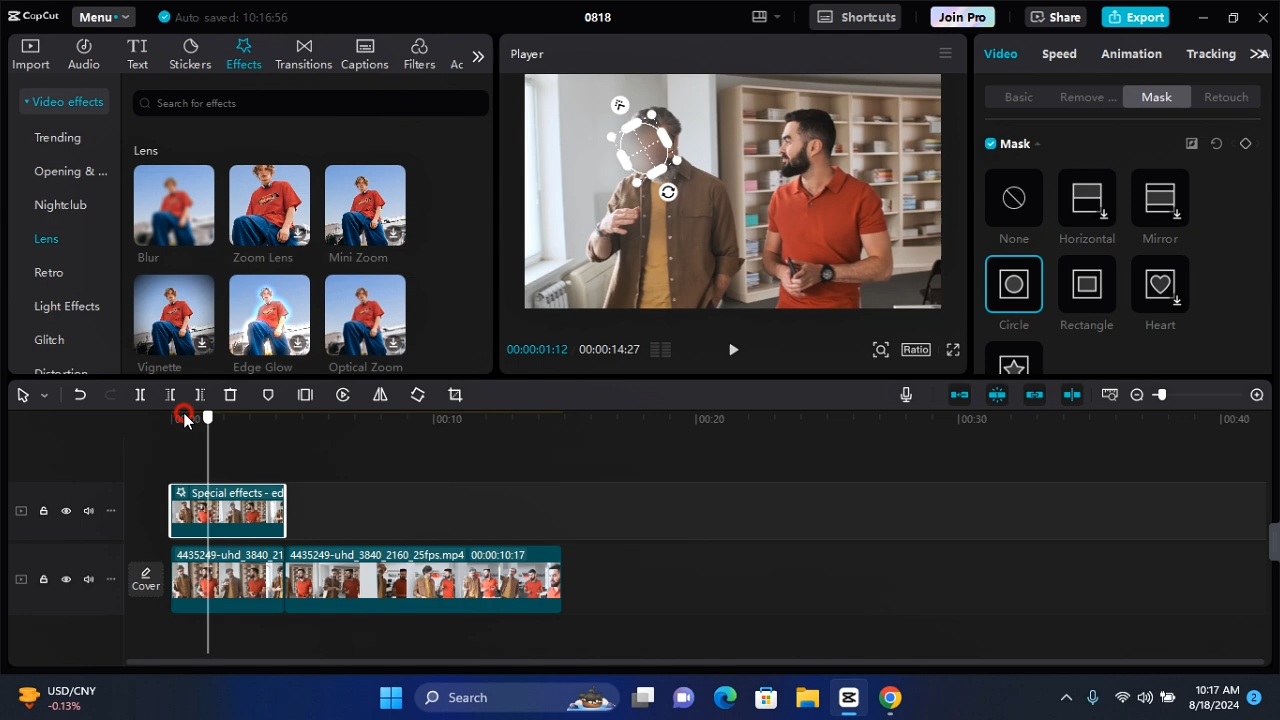 CapCut Menu Auto saved: 10:16:56 0818 Shortcuts Join Pro Share Export
Import Audio Text Stickers Effects Transitions Captions Filters
Player
Video Speed Animation Tracking
Video effects
Search for effects
Basic Remove ... Mask Retouch
Trending
Opening & ...
Nightclub
Lens
Retro
Light Effects
Glitch
Lens
Blur Zoom Lens Mini Zoom
Vignette Edge Glow Optical Zoom
Mask
None Horizontal Mirror
Circle Rectangle Heart
00:00:01:12 00:00:14:27
Ratio
00:10 00:20 00:30 00:40
Special effects - ed
4435249-uhd_3840_21 4435249-uhd_3840_2160_25fps.mp4 00:00:10:17
Cover
USD/CNY
-0.13%
Search
10:17 AM
8/18/2024
2